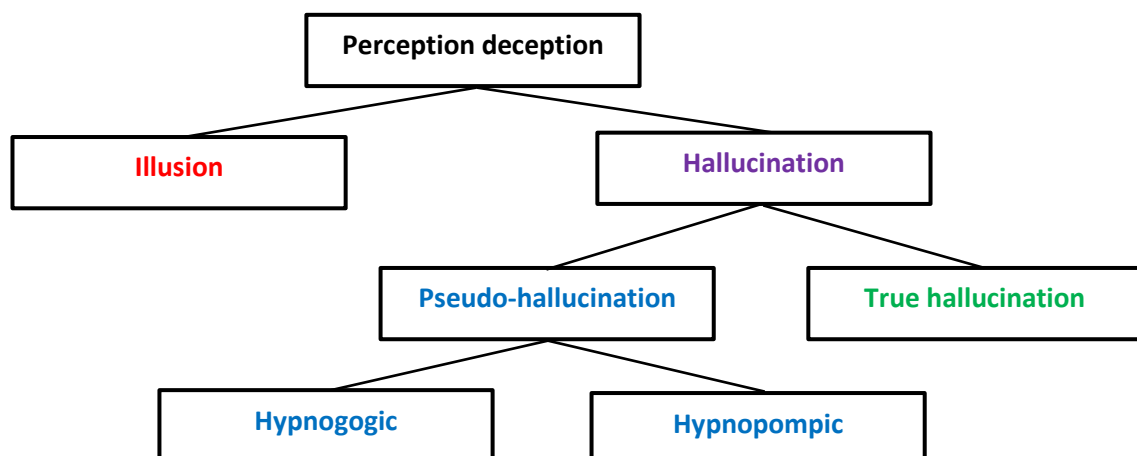 Perception deception
Illusion
Hallucination
Pseudo-hallucination
True hallucination
Hypnogogic
Hypnopompic